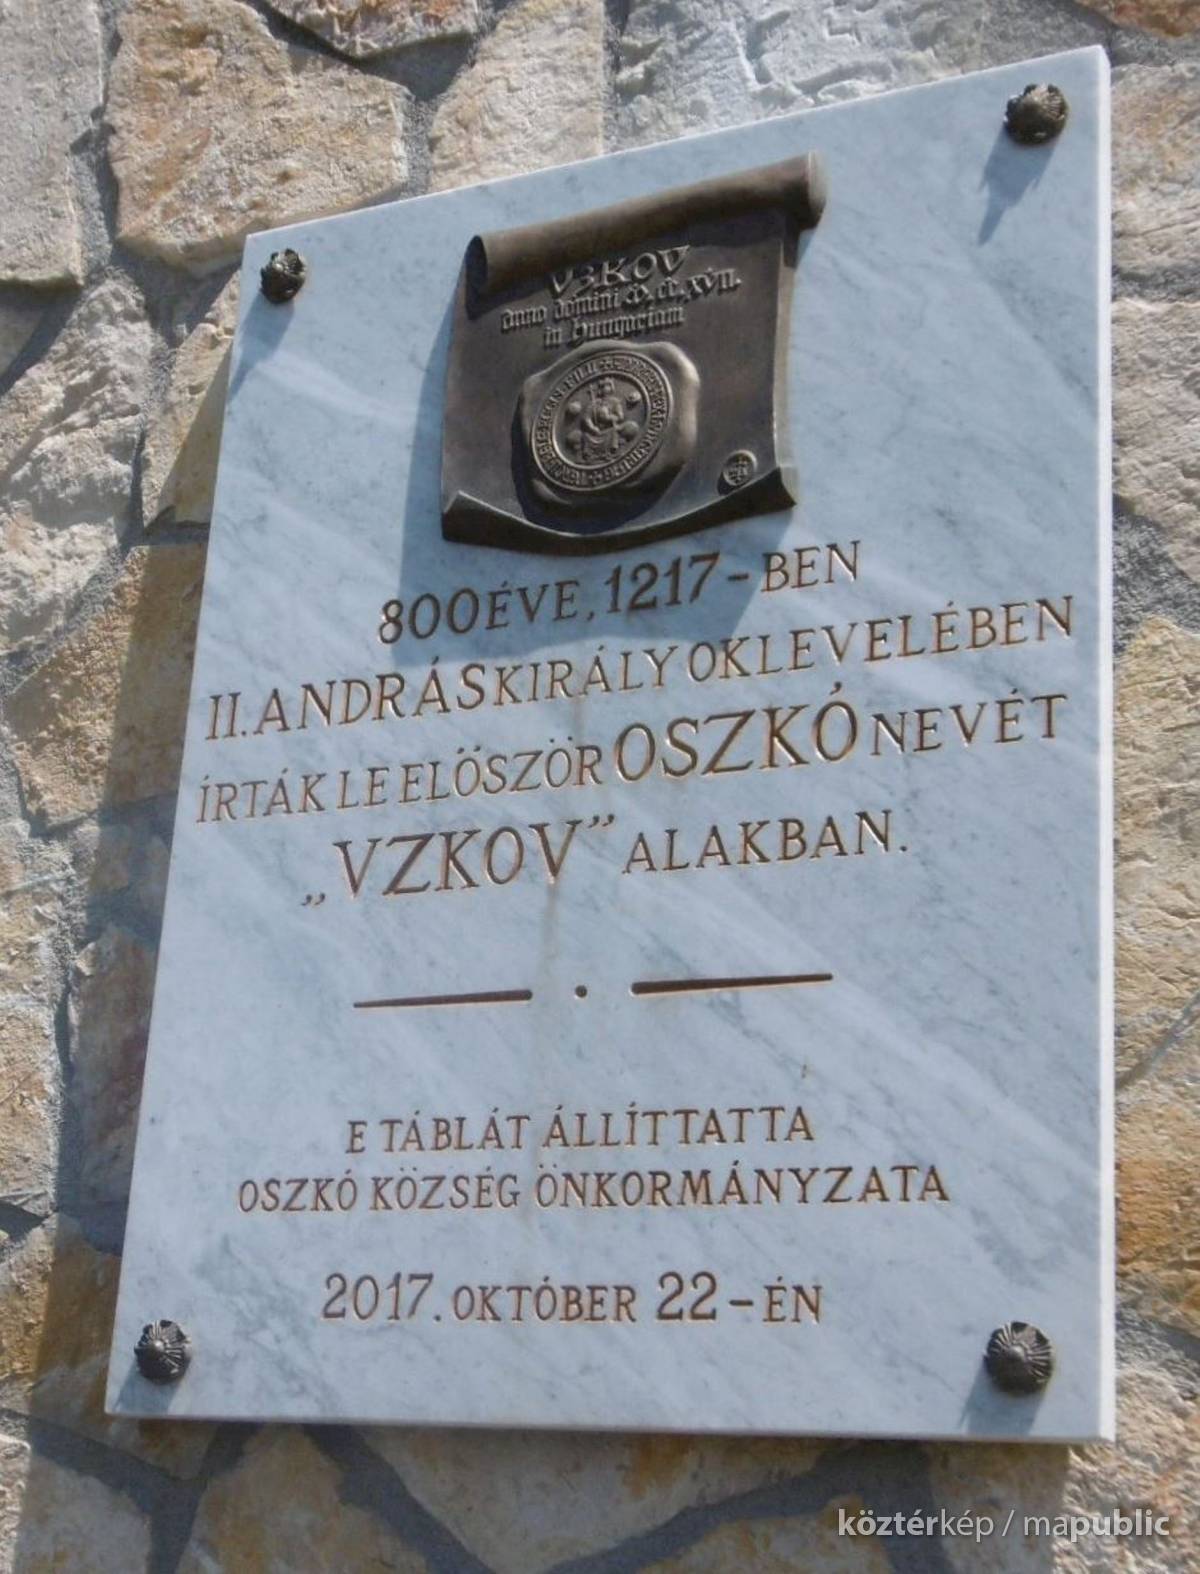 VZKOV
anno domini M.CC.XVII.
in Hungariam
800 ÉVE, 1217-BEN
II. ANDRÁS KIRÁLY OKLEVELÉBEN
ÍRTÁK LE ELÖSZÖR OSZKÓ NEVÉT
„VZKOV” ALAKBAN.
E TÁBLÁT ÁLLÍTTATTA
OSZKÓ KÖZSÉG ÖNKORMÁNYZATA
2017. OKTÓBER 22-ÉN
köztérkép / mapublic